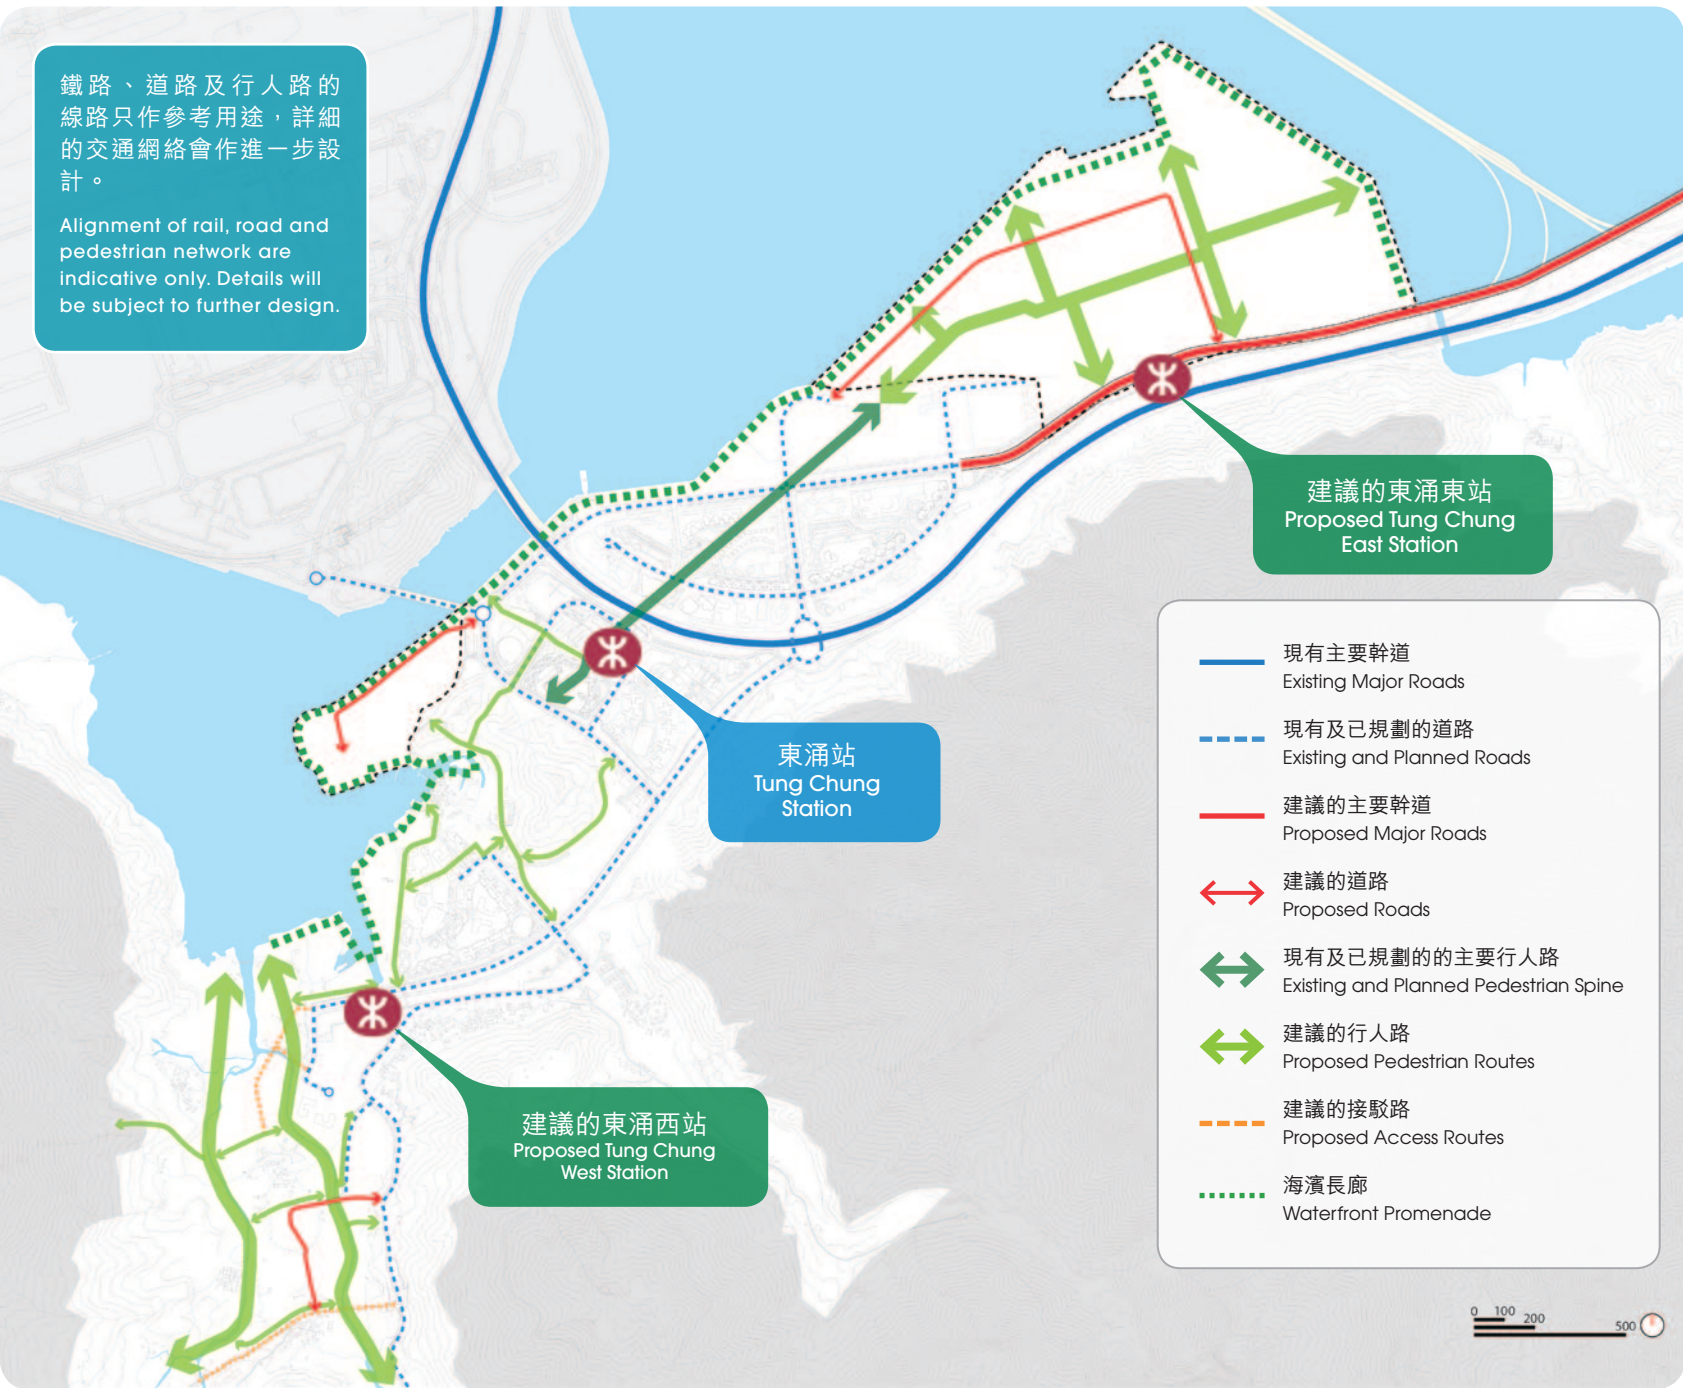 鐵路、道路及行人路的
線路只作參考用途，詳細
的交通網絡會作進一步設
計。
Alignment of rail, road and
pedestrian network are
indicative only. Details will
be subject to further design.
建議的東涌東站
Proposed Tung Chung
East Station
東涌站
Tung Chung
Station
建議的東涌西站
Proposed Tung Chung
West Station
現有主要幹道
Existing Major Roads
現有及已規劃的道路
Existing and Planned Roads
建議的主要幹道
Proposed Major Roads
建議的道路
Proposed Roads
現有及已規劃的的主要行人路
Existing and Planned Pedestrian Spine
建議的行人路
Proposed Pedestrian Routes
建議的接駁路
Proposed Access Routes
海濱長廊
Waterfront Promenade
0 100 200 500